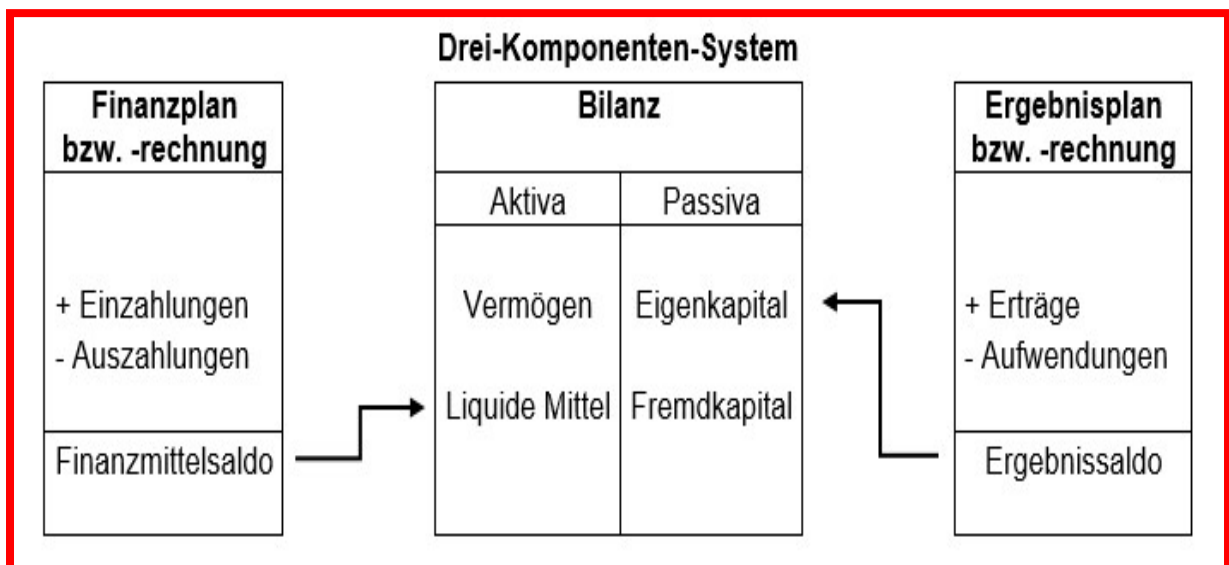 Drei-Komponenten-System
Finanzplan
bzw. -rechnung
+ Einzahlungen
- Auszahlungen
Finanzmittelsaldo
Bilanz
Aktiva
Passiva
Vermögen
Eigenkapital
Liquide Mittel
Fremdkapital
Ergebnisplan
bzw. -rechnung
+ Erträge
- Aufwendungen
Ergebnissaldo